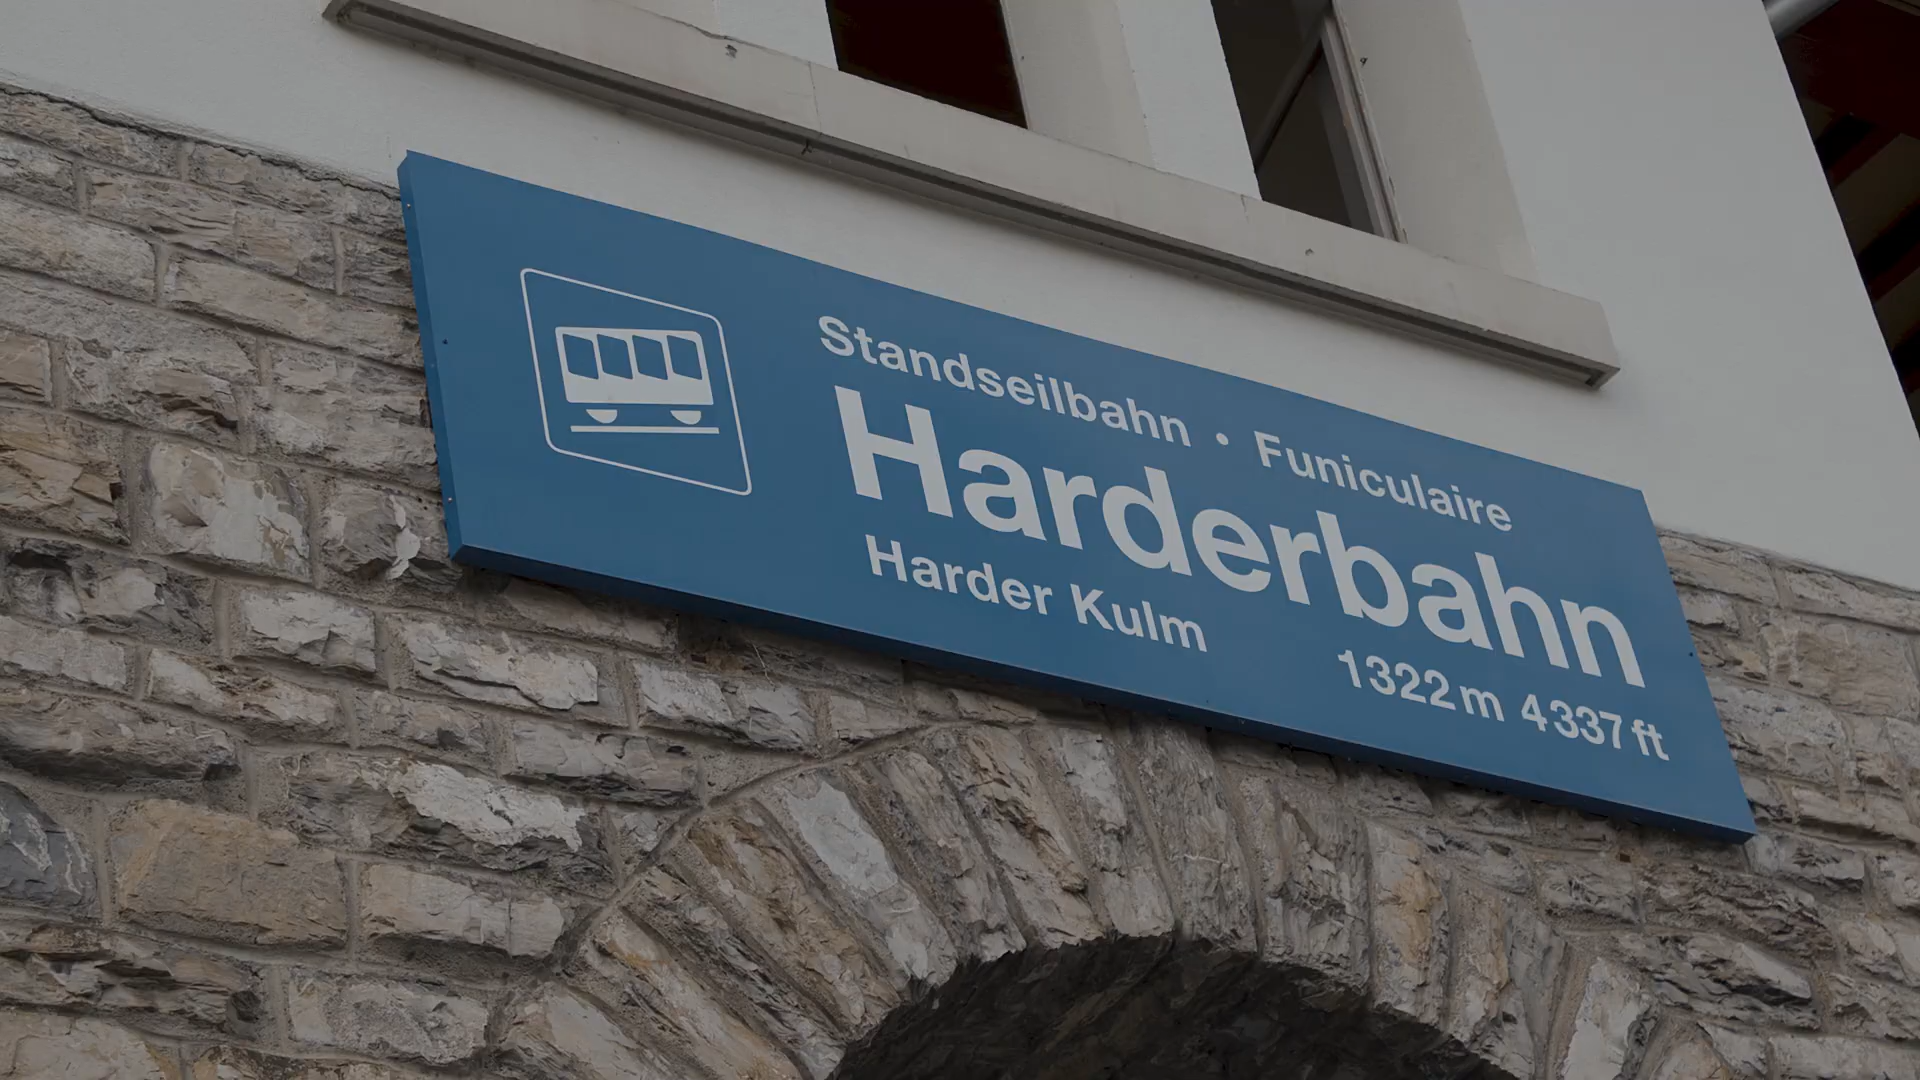 Standseilbahn • Funiculaire
Harderbahn
Harder Kulm
1322 m 4337 ft